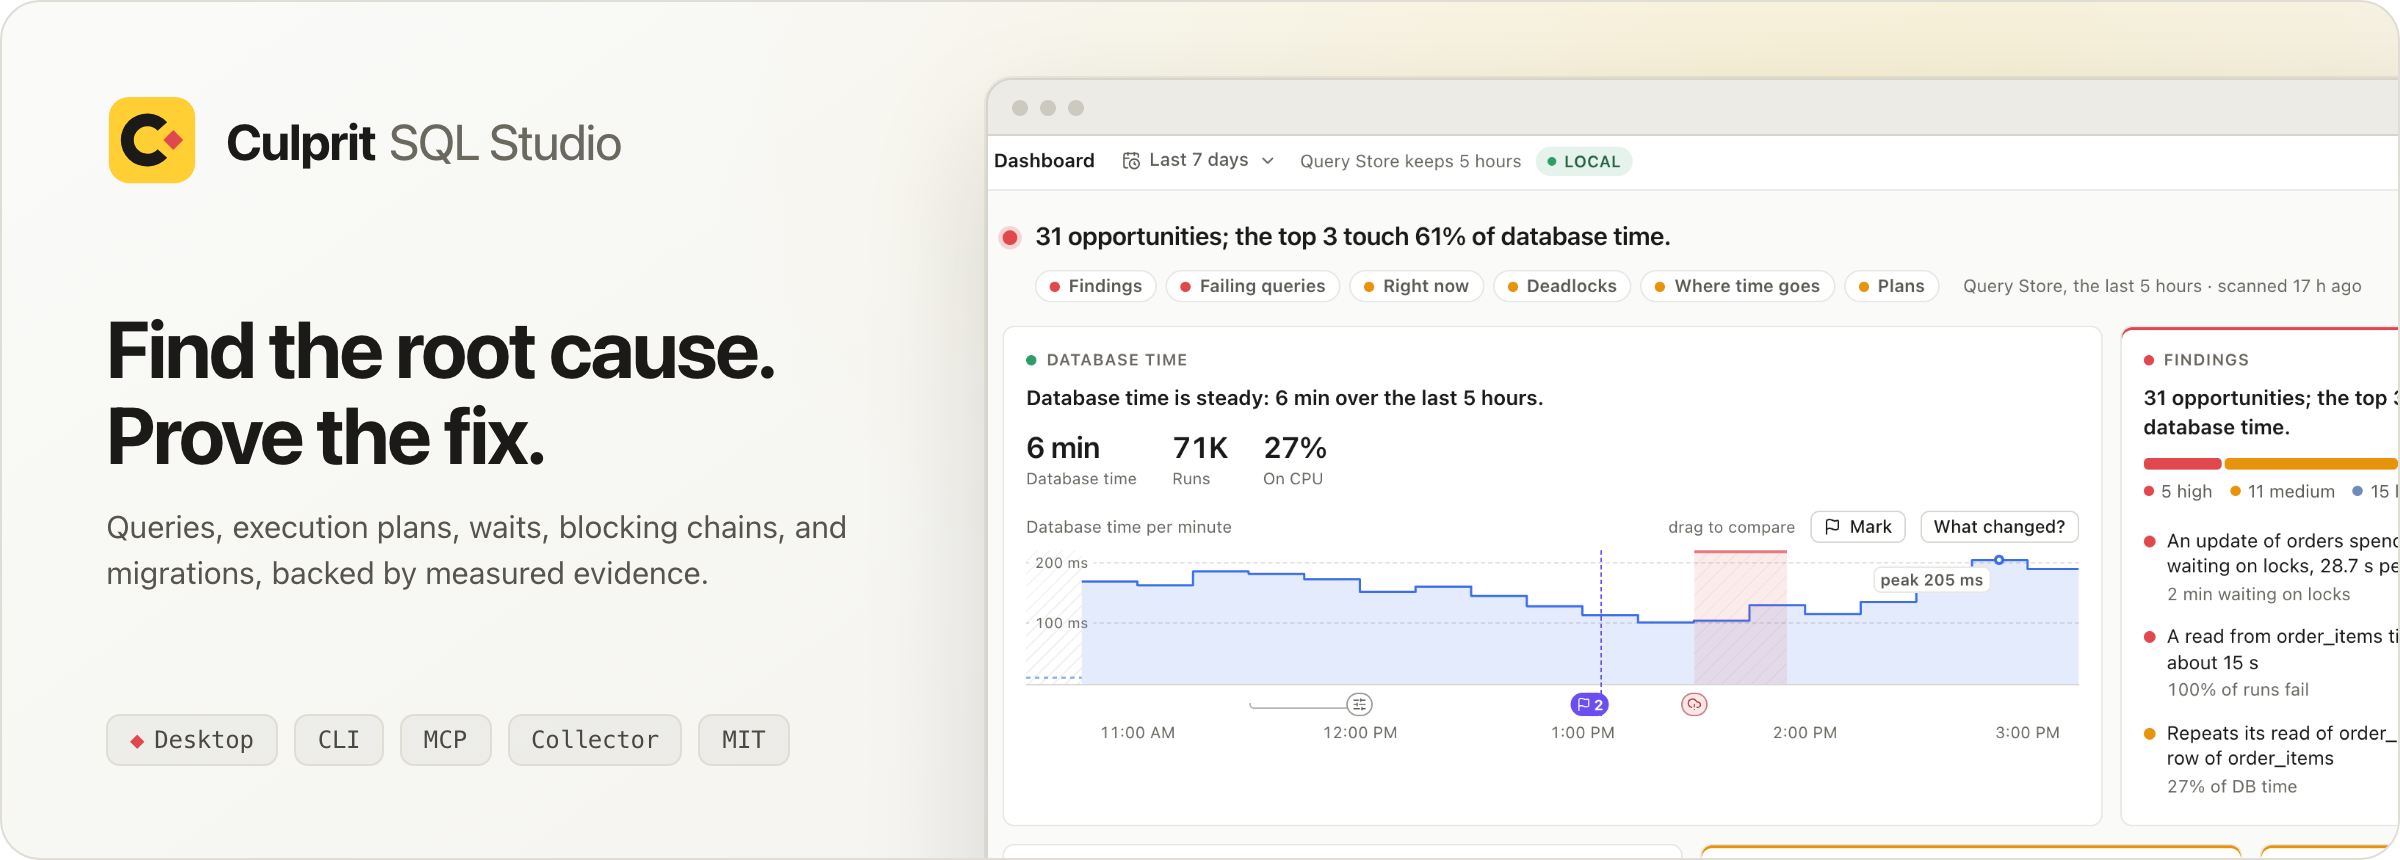 Culprit SQL Studio
Find the root cause.
Prove the fix.
Queries, execution plans, waits, blocking chains, and
migrations, backed by measured evidence.
Desktop
CLI
MCP
Collector
MIT
Dashboard
Last 7 days
Query Store keeps 5 hours
LOCAL
31 opportunities; the top 3 touch 61% of database time.
Findings
Failing queries
Right now
Deadlocks
Where time goes
Plans
Query Store, the last 5 hours · scanned 17 h ago
DATABASE TIME
Database time is steady: 6 min over the last 5 hours.
6 min
Database time
71K
Runs
27%
On CPU
Database time per minute
drag to compare
Mark
What changed?
200 ms
100 ms
peak 205 ms
2
11:00 AM
12:00 PM
1:00 PM
2:00 PM
3:00 PM
FINDINGS
31 opportunities; the top
database time.
5 high
11 medium
15
An update of orders
waiting on locks, 28.7 s
2 min waiting on locks
A read from order_items
about 15 s
100% of runs fail
Repeats its read of
row of order_items
27% of DB time